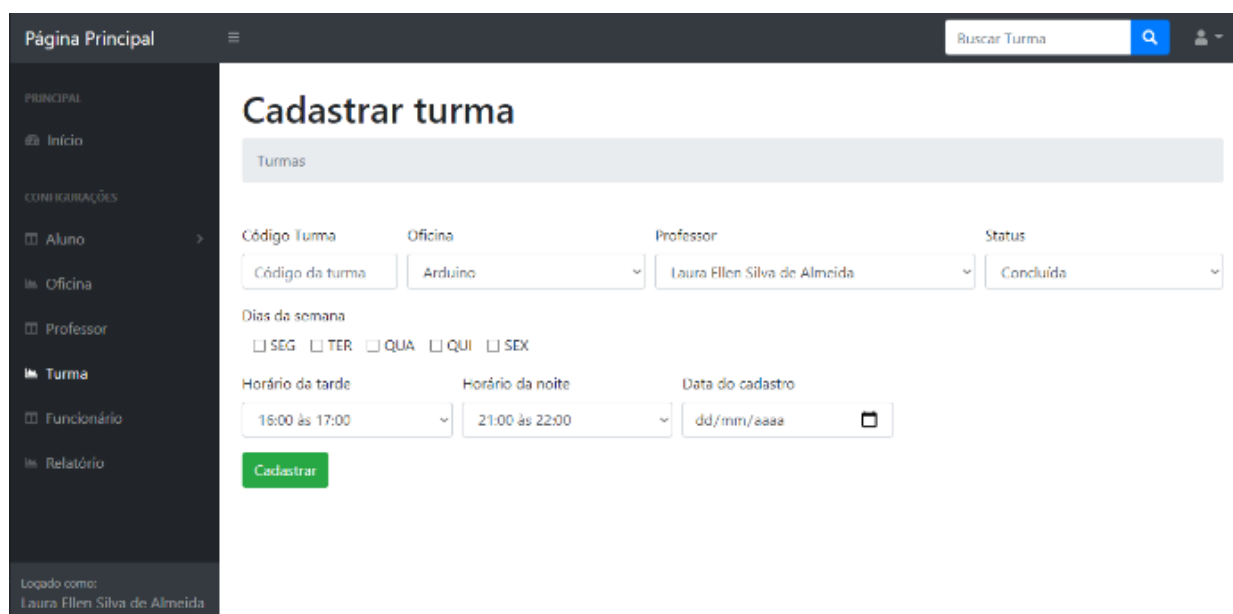 Página Principal
Buscar Turma
PRINCIPAL
Início
CONFIGURAÇÕES
Aluno
Oficina
Professor
Turma
Funcionário
Relatório
Logado como:
Laura Ellen Silva de Almeida
Cadastrar turma
Turmas
Código Turma Oficina Professor Status
Código da turma Arduino Laura Ellen Silva de Almeida Concluída
Dias da semana
SEG TER QUA QUI SEX
Horário da tarde Horário da noite Data do cadastro
16:00 às 17:00 21:00 às 22:00 dd/mm/aaaa
Cadastrar